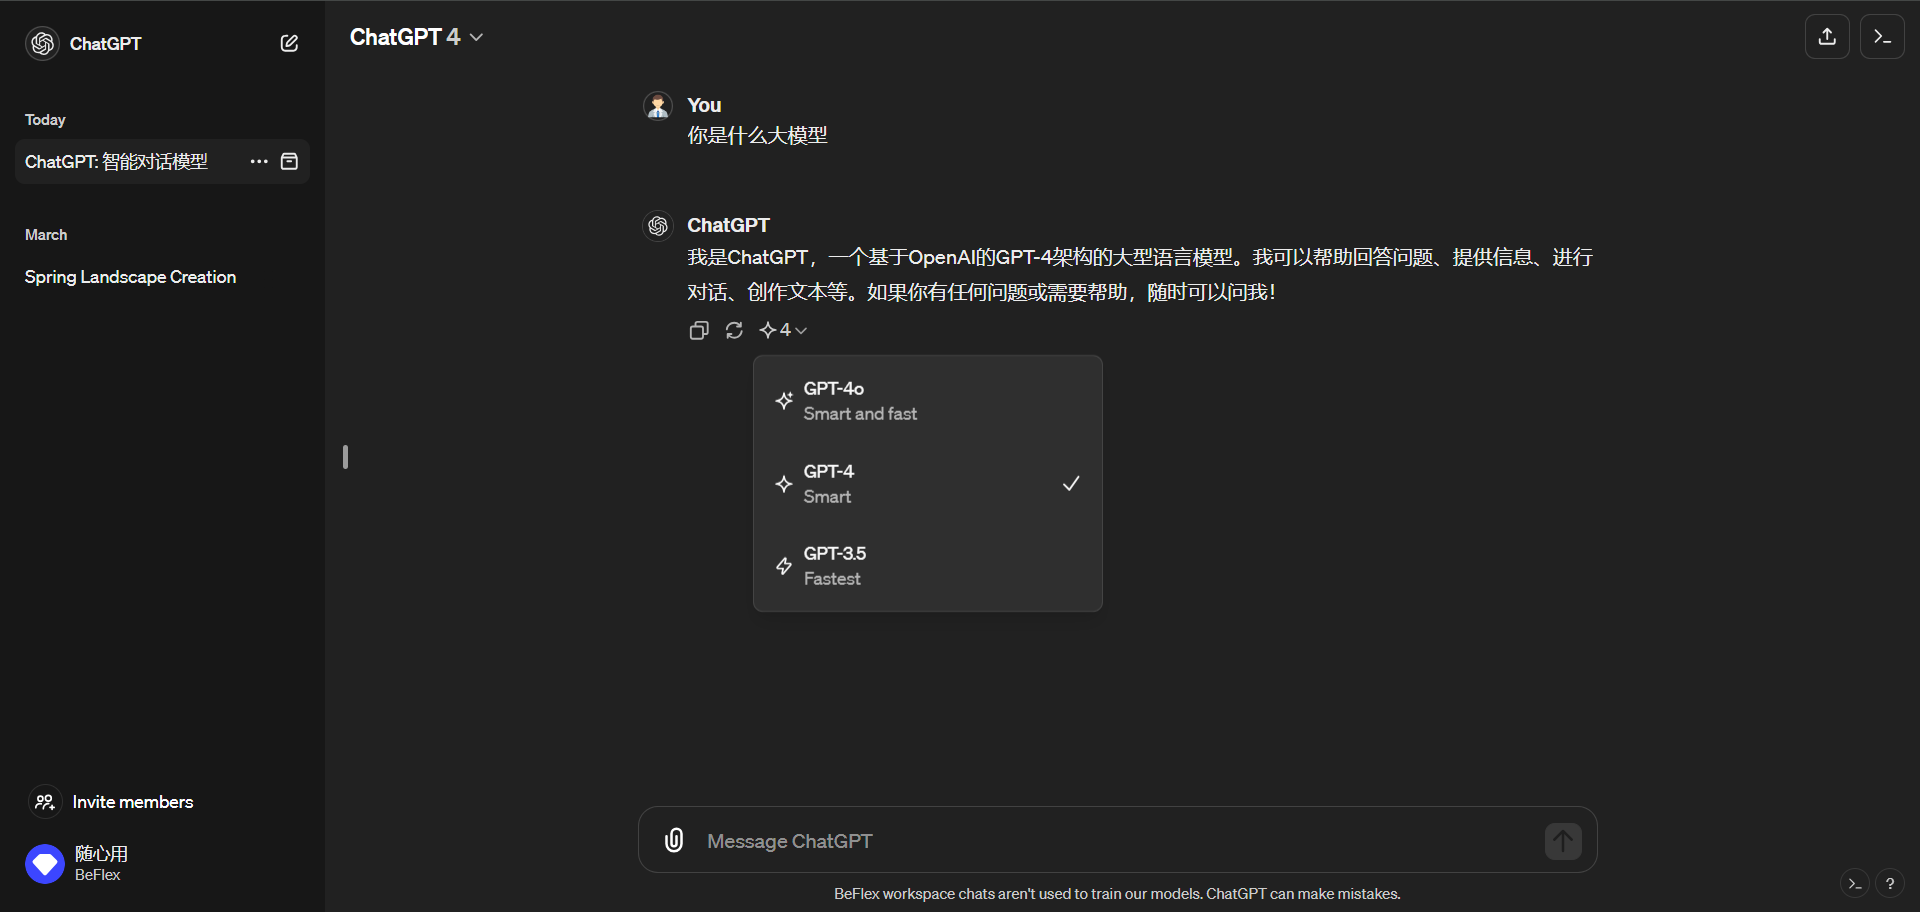 ChatGPT
Today
ChatGPT: 智能对话模型
March
Spring Landscape Creation
Invite members
随心用
BeFlex
ChatGPT 4
You
你是什么大模型
ChatGPT
我是ChatGPT，一个基于OpenAI的GPT-4架构的大型语言模型。我可以帮助回答问题、提供信息、进行
对话、创作文本等。如果你有任何问题或需要帮助，随时可以问我！
4
GPT-4o
Smart and fast
GPT-4
Smart
GPT-3.5
Fastest
Message ChatGPT
BeFlex workspace chats aren't used to train our models. ChatGPT can make mistakes.
?